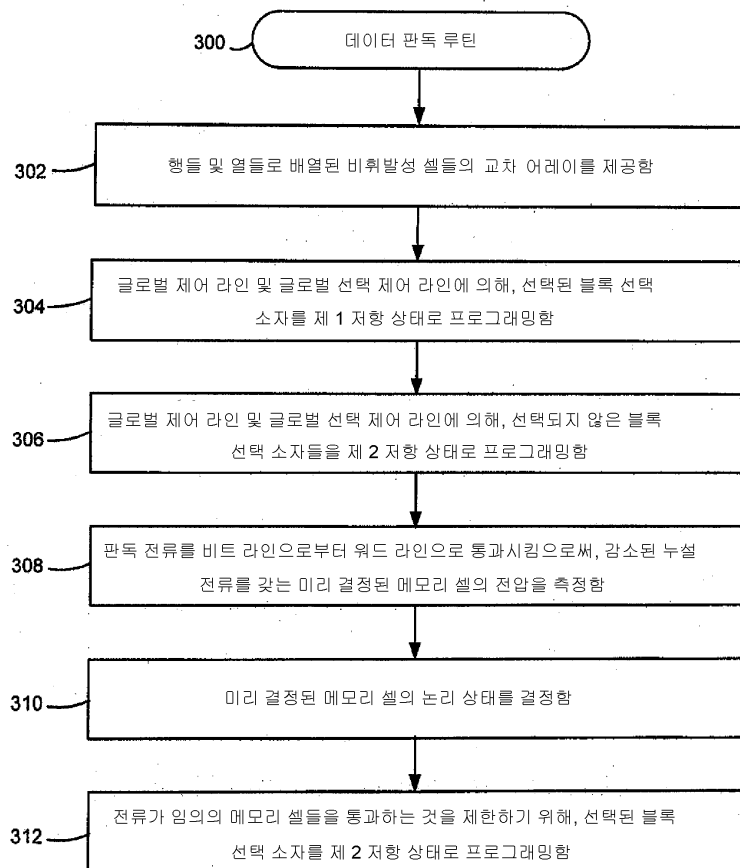 300
데이터 판독 루틴
302
행들 및 열들로 배열된 비휘발성 셀들의 교차 어레이를 제공함
304
글로벌 제어 라인 및 글로벌 선택 제어 라인에 의해, 선택된 블록 선택
소자를 제 1 저항 상태로 프로그래밍함
306
글로벌 제어 라인 및 글로벌 선택 제어 라인에 의해, 선택되지 않은 블록
선택 소자들을 제 2 저항 상태로 프로그래밍함
308
판독 전류를 비트 라인으로부터 워드 라인으로 통과시킴으로써, 감소된 누설
전류를 갖는 미리 결정된 메모리 셀의 전압을 측정함
310
미리 결정된 메모리 셀의 논리 상태를 결정함
312
전류가 임의의 메모리 셀들을 통과하는 것을 제한하기 위해, 선택된 블록
선택 소자를 제 2 저항 상태로 프로그래밍함